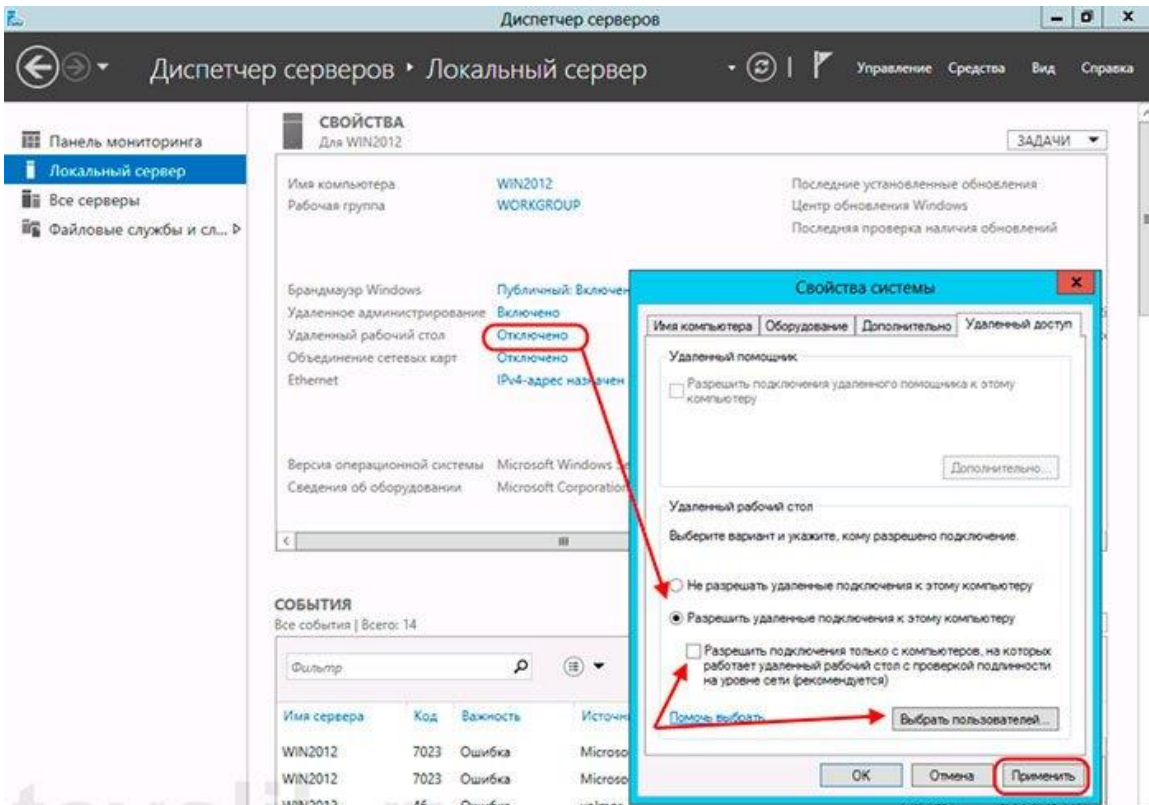 Диспетчер серверов
Диспетчер серверов ‣ Локальный сервер
Управление Средства Вид Справка
Панель мониторинга
Локальный сервер
Все серверы
Файловые службы и сл...
СВОЙСТВА
Для WIN2012
ЗАДАЧИ
Имя компьютера WIN2012 Последние установленные обновления
Рабочая группа WORKGROUP Центр обновления Windows
Последняя проверка наличия обновлений
Брандмауэр Windows Публичный: Включен
Удаленное администрирование Включено
Удаленный рабочий стол Отключено
Объединение сетевых карт Отключено
Ethernet IPv4-адрес назначен
Версия операционной системы Microsoft Windows
Сведения об оборудовании Microsoft Corporation
СОБЫТИЯ
Все события | Всего: 14
Фильтр
Имя сервера Код Важность
WIN2012 7023 Ошибка
WIN2012 7023 Ошибка
Свойства системы
Имя компьютера Оборудование Дополнительно Удаленный доступ
Удаленный помощник
Разрешить подключения удаленного помощника к этому
компьютеру
Дополнительно...
Удаленный рабочий стол
Выберите вариант и укажите, кому разрешено подключение.
Не разрешать удаленные подключения к этому компьютеру
Разрешить удаленные подключения к этому компьютеру
Разрешить подключения только с компьютеров, на которых
работает удаленный рабочий стол с проверкой подлинности
на уровне сети (рекомендуется)
Помочь выбрать
Выбрать пользователей...
OK Отмена Применить